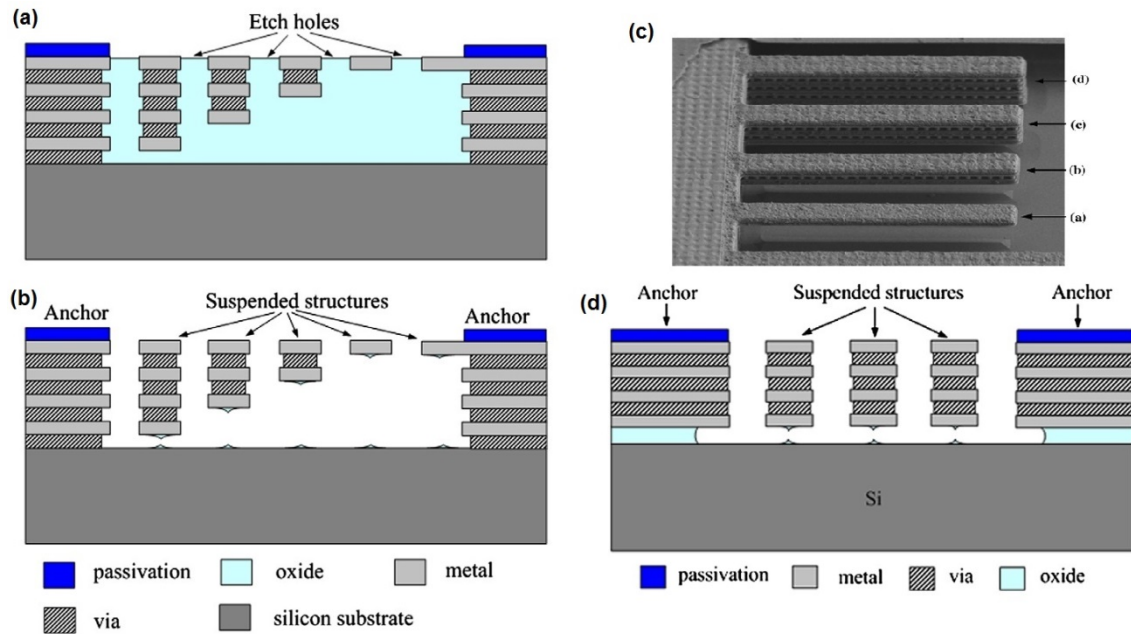 (a)
Etch holes
(c)
(d)
(c)
(b)
(a)
(b)
Anchor
Suspended structures
Anchor
(d)
Anchor
Suspended structures
Anchor
Si
passivation
oxide
metal
via
silicon substrate
passivation
metal
via
oxide